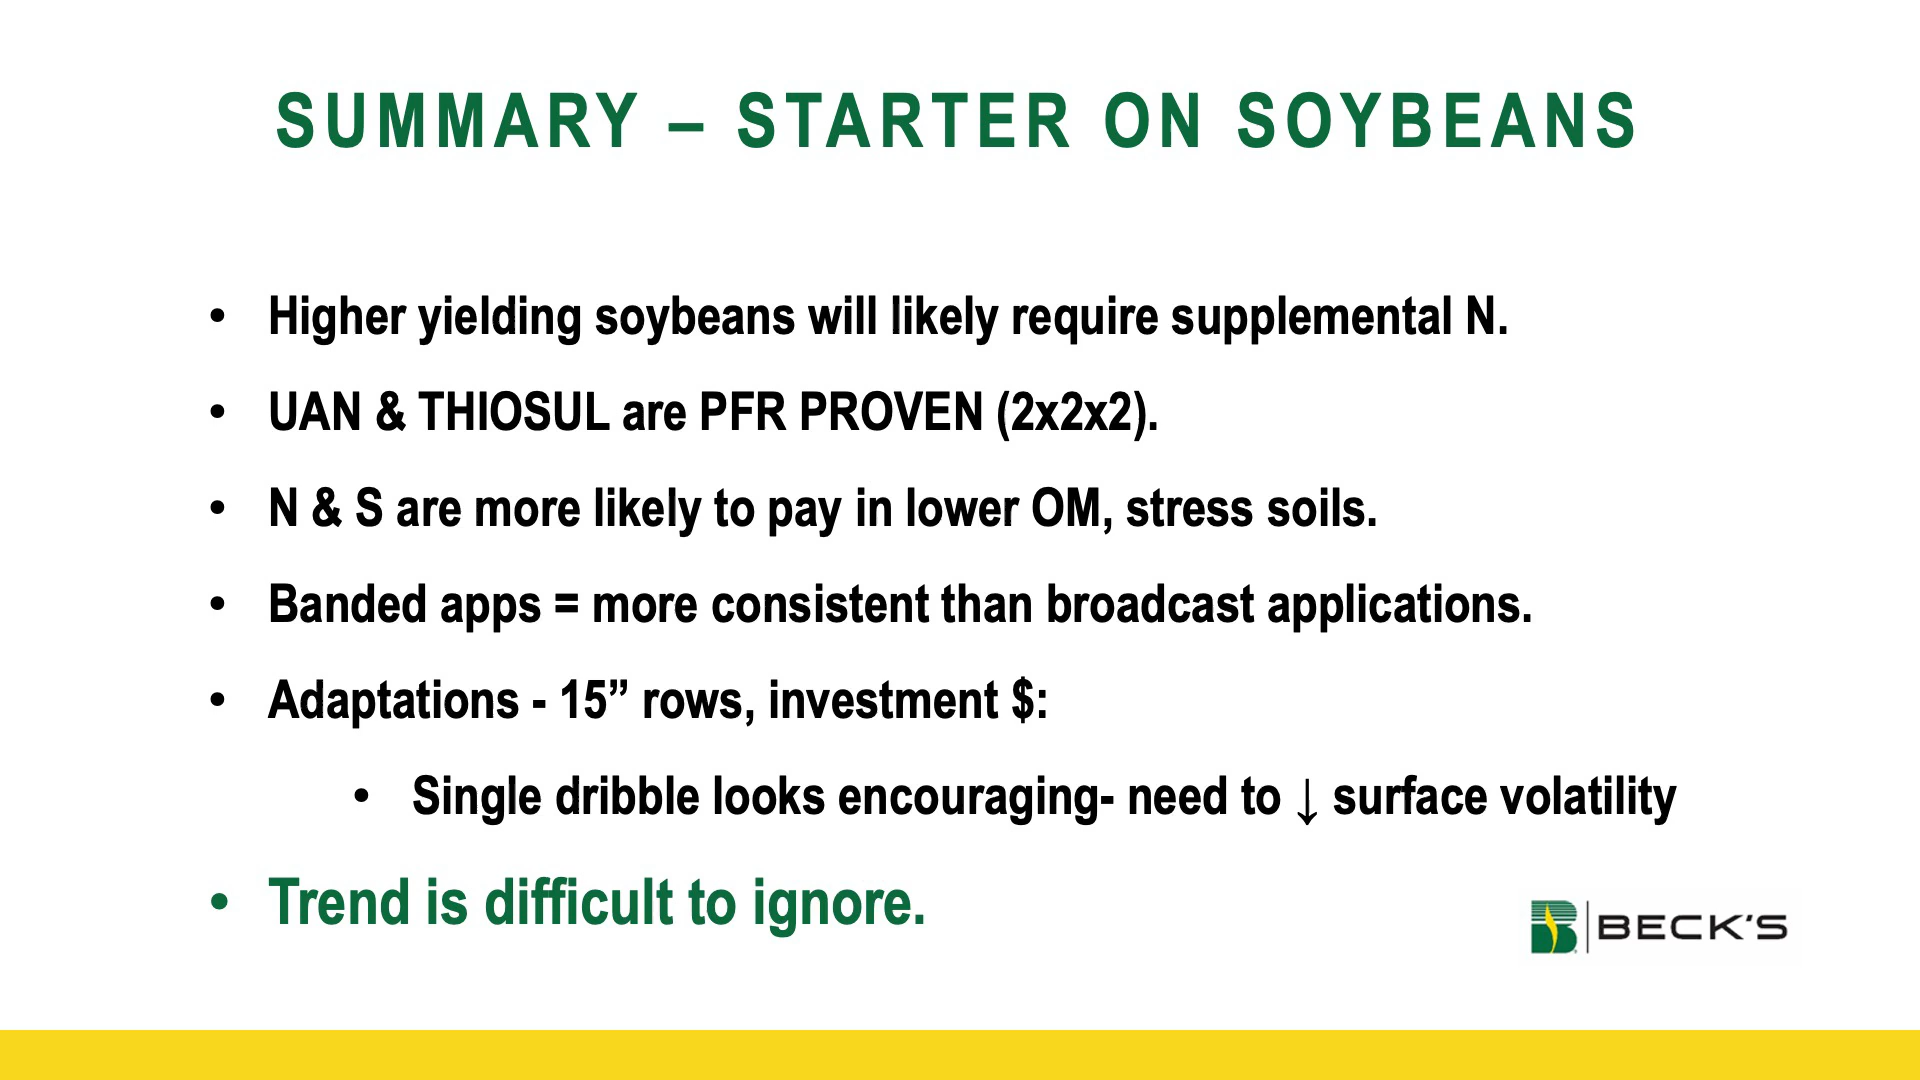 SUMMARY – STARTER ON SOYBEANS
• Higher yielding soybeans will likely require supplemental N.
• UAN & THIOSUL are PFR PROVEN (2x2x2).
• N & S are more likely to pay in lower OM, stress soils.
• Banded apps = more consistent than broadcast applications.
• Adaptations - 15” rows, investment $:
• Single dribble looks encouraging- need to ↓ surface volatility
• Trend is difficult to ignore.
BECK'S